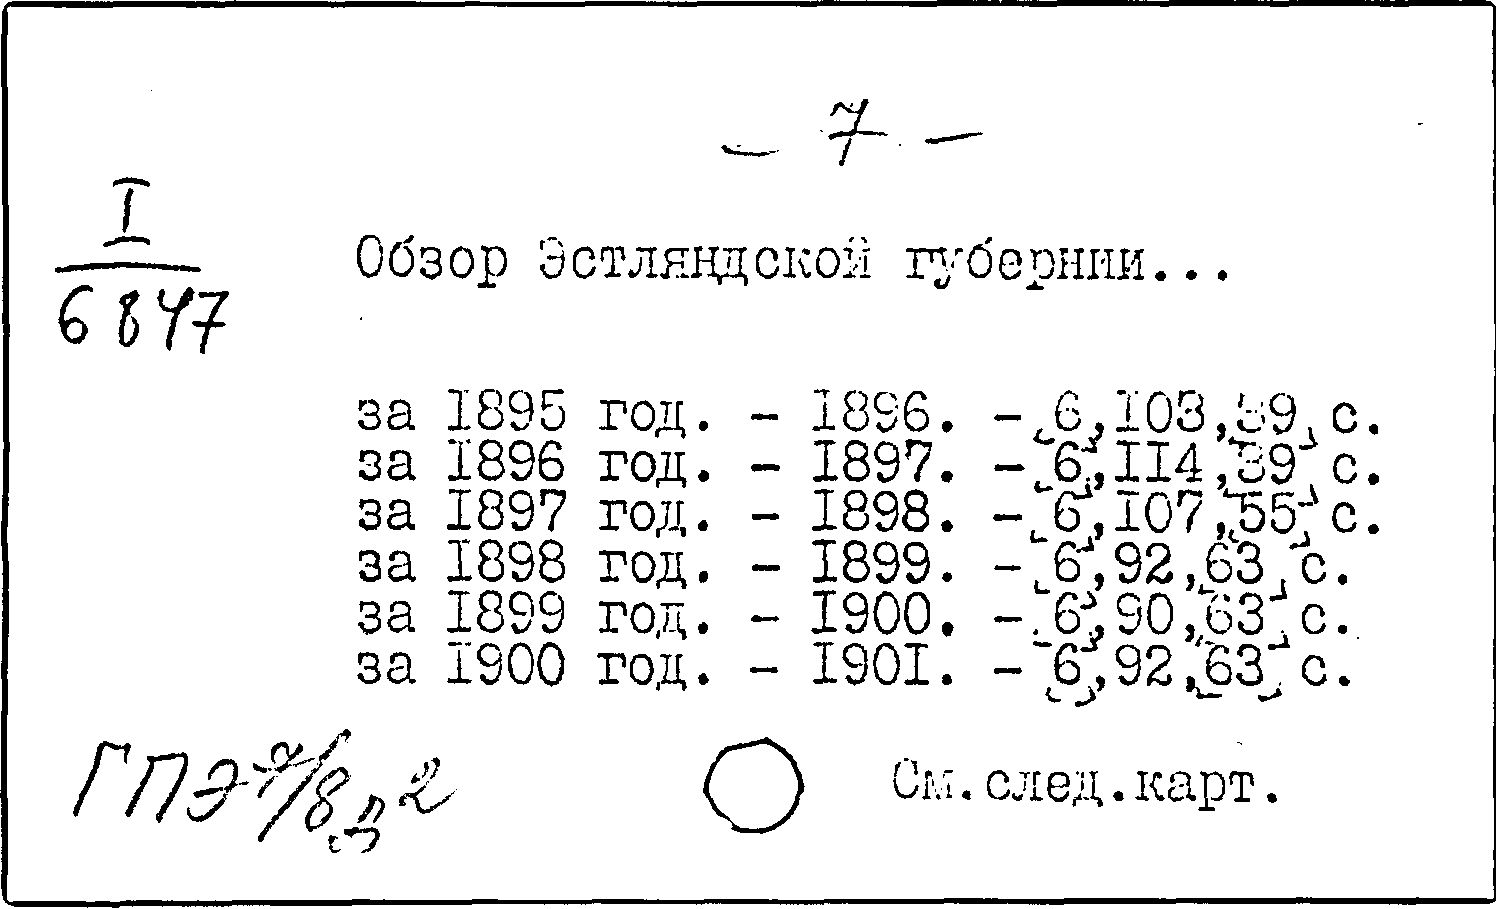 – 7 –
I
6847
Обзор Эстляндской губернии...
за 1895 год. – 1896. – 6,103,39 с.
за 1896 год. – 1897. – 6,114,39 с.
за 1897 год. – 1898. – 6,107,55 с.
за 1898 год. – 1899. – 6,92,63 с.
за 1899 год. – 1900. – 6,90,63 с.
за 1900 год. – 1901. – 6,92,63 с.
ГПЭ 7/8д2
См.след.карт.